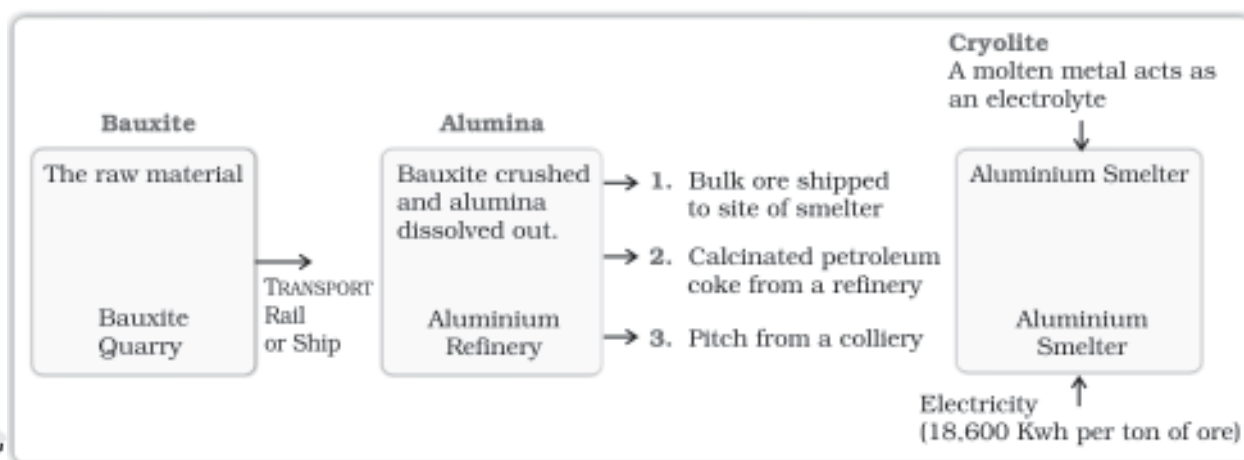 Bauxite
The raw material
Bauxite
Quarry
TRANSPORT
Rail
or Ship
Alumina
Bauxite crushed
and alumina
dissolved out.
Aluminium
Refinery
1. Bulk ore shipped
to site of smelter
2. Calcinated petroleum
coke from a refinery
3. Pitch from a colliery
Cryolite
A molten metal acts as
an electrolyte
Aluminium Smelter
Aluminium
Smelter
Electricity
(18,600 Kwh per ton of ore)